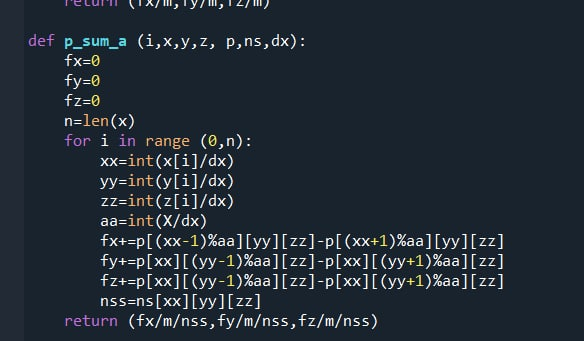 return (fx/m,fy/m,fz/m)
def p_sum_a (i,x,y,z, p,ns,dx):
fx=0
fy=0
fz=0
n=len(x)
for i in range (0,n):
xx=int(x[i]/dx)
yy=int(y[i]/dx)
zz=int(z[i]/dx)
aa=int(X/dx)
fx+=p[(xx-1)%aa][yy][zz]-p[(xx+1)%aa][yy][zz]
fy+=p[xx][(yy-1)%aa][zz]-p[xx][(yy+1)%aa][zz]
fz+=p[xx][(yy-1)%aa][zz]-p[xx][(yy+1)%aa][zz]
nss=ns[xx][yy][zz]
return (fx/m/nss,fy/m/nss,fz/m/nss)